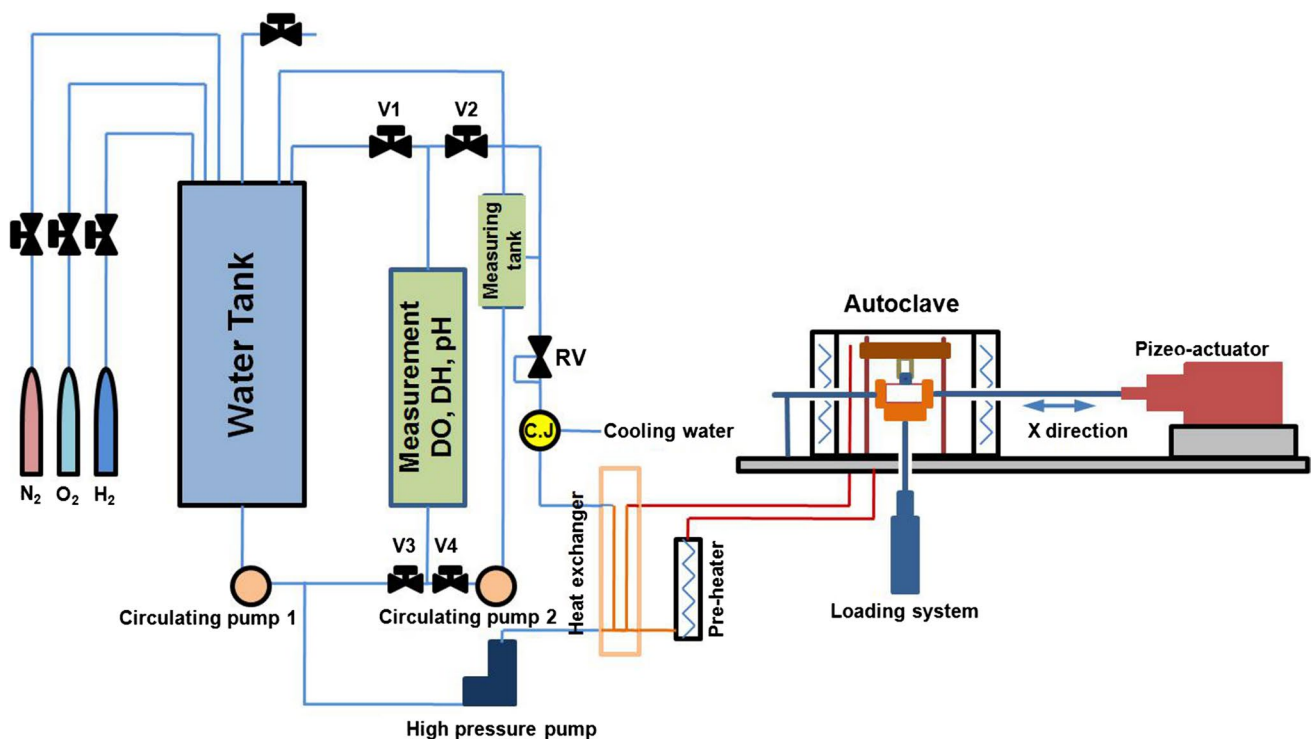 V1
V2
Water Tank
Measurement
DO, DH, pH
Measuring
tank
RV
C.J
Cooling water
Autoclave
Pizeo-actuator
X direction
N₂
O₂
H₂
V3
V4
Circulating pump 1
Circulating pump 2
Heat exchanger
Pre-heater
Loading system
High pressure pump